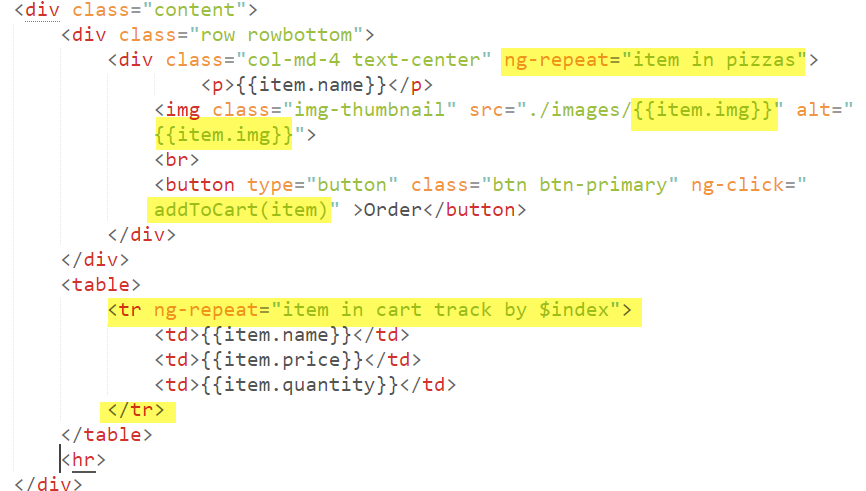 <div class="content">
<div class="row rowbottom">
<div class="col-md-4 text-center" ng-repeat="item in pizzas">
<p>{{item.name}}</p>
<img class="img-thumbnail" src="./images/{{item.img}}" alt="
{{item.img}}">
<br>
<button type="button" class="btn btn-primary" ng-click="
addToCart(item)" >Order</button>
</div>
</div>
<table>
<tr ng-repeat="item in cart track by $index">
<td>{{item.name}}</td>
<td>{{item.price}}</td>
<td>{{item.quantity}}</td>
</tr>
</table>
<hr>
</div>